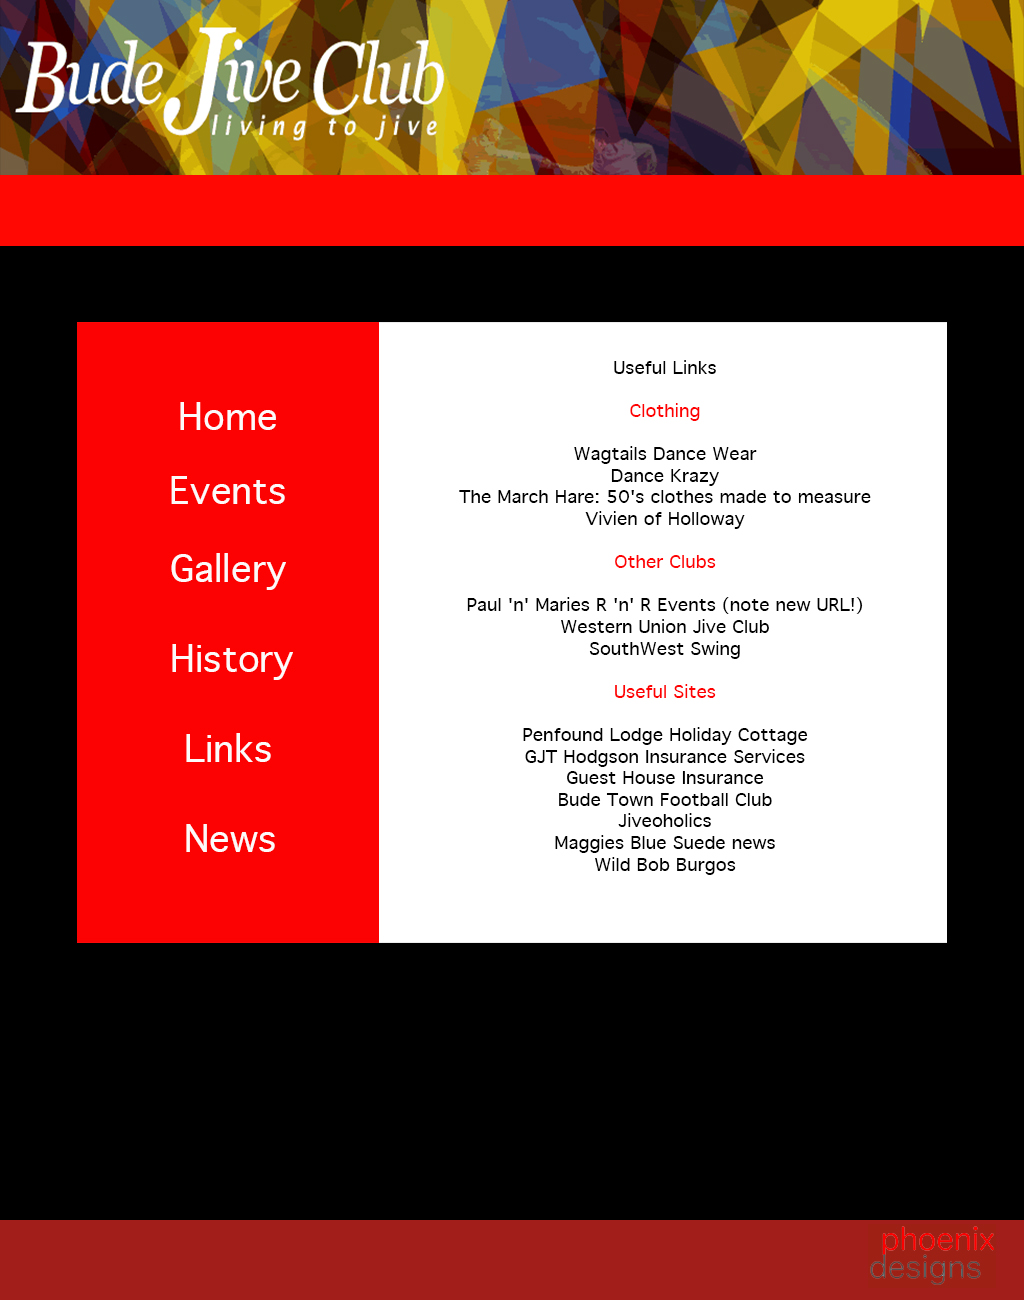 Bude Jive Club
living to jive
Home
Events
Gallery
History
Links
News
Useful Links
Clothing
Wagtails Dance Wear
Dance Krazy
The March Hare: 50's clothes made to measure
Vivien of Holloway
Other Clubs
Paul 'n' Maries R 'n' R Events (note new URL!)
Western Union Jive Club
SouthWest Swing
Useful Sites
Penfound Lodge Holiday Cottage
GJT Hodgson Insurance Services
Guest House Insurance
Bude Town Football Club
Jiveoholics
Maggies Blue Suede news
Wild Bob Burgos
phoenix
designs